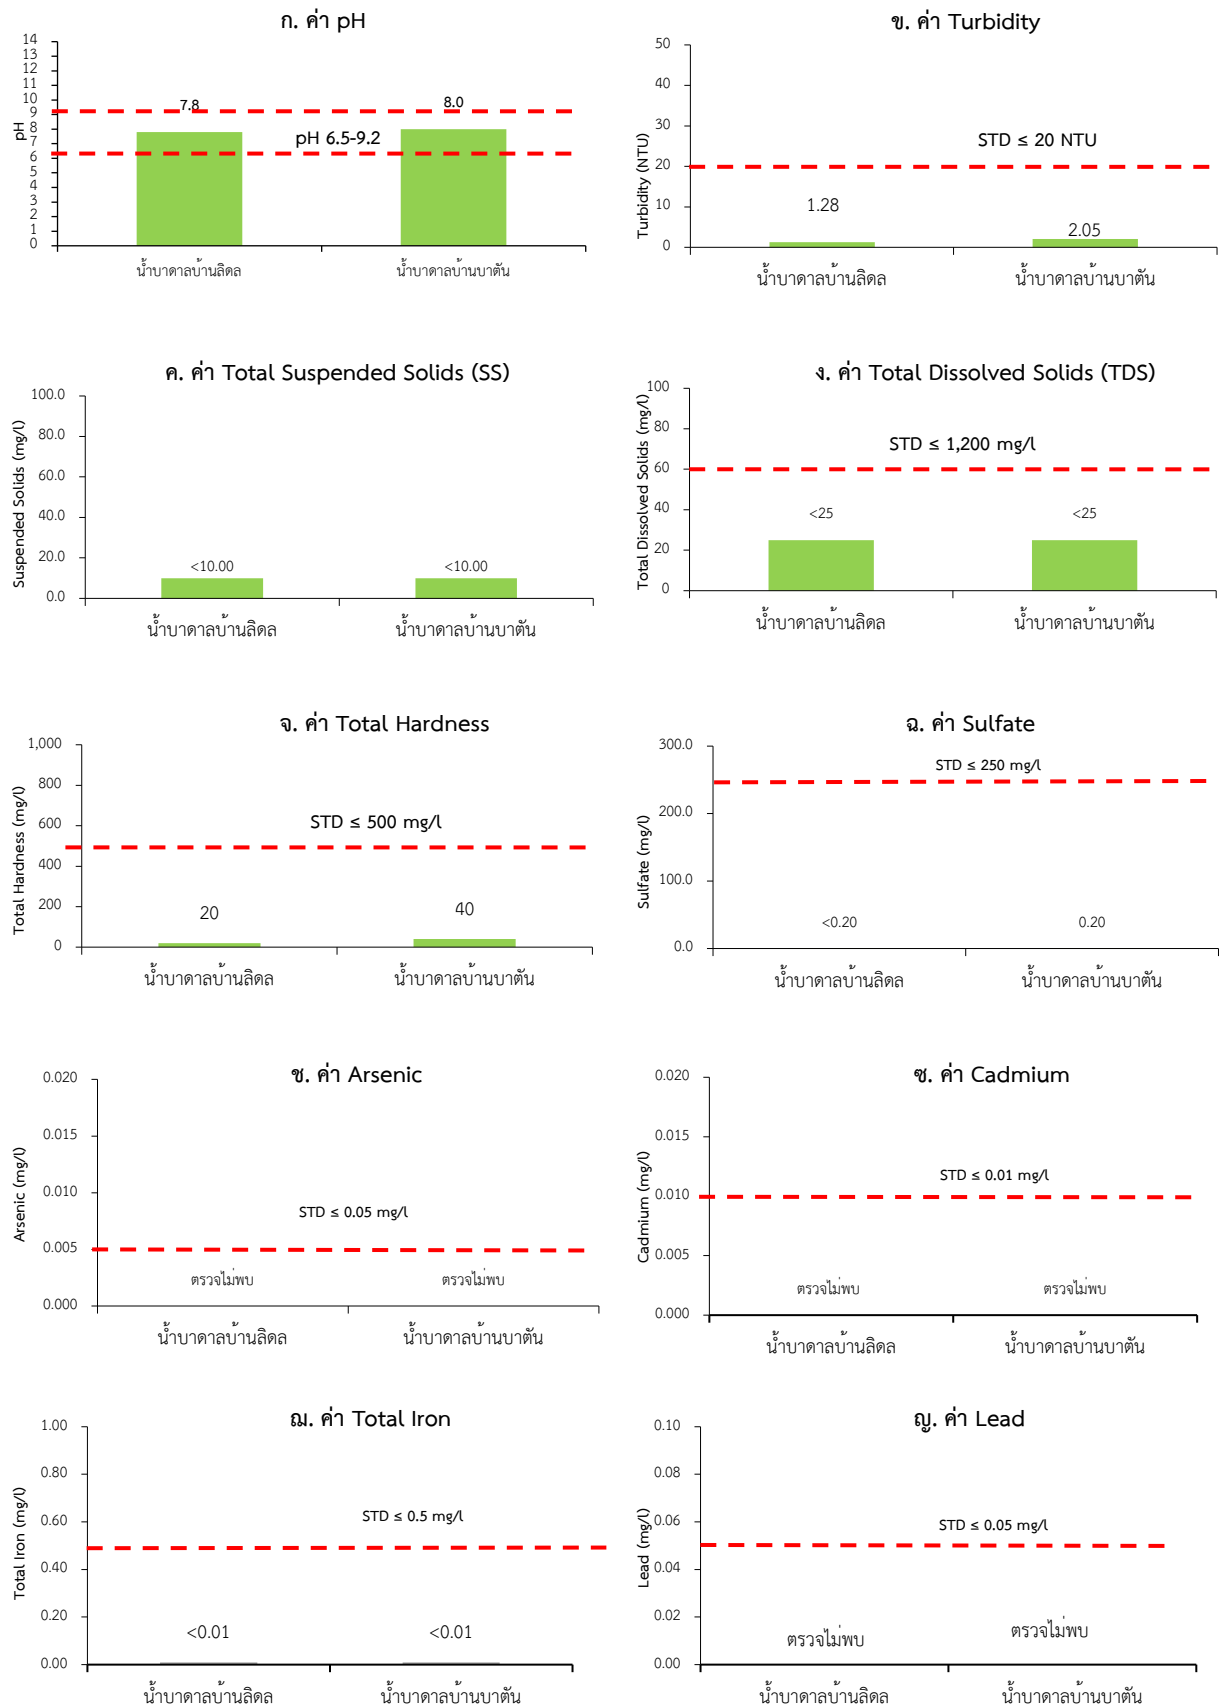 ก. ค่า pH
14
13
12
11
10
9
8
7
6
5
4
3
2
1
0
pH
7.8
8.0
pH 6.5-9.2
น้ำบาดาลบ้านลิดล
น้ำบาดาลบ้านบาตัน
ข. ค่า Turbidity
50
40
30
20
10
0
Turbidity (NTU)
STD ≤ 20 NTU
1.28
2.05
น้ำบาดาลบ้านลิดล
น้ำบาดาลบ้านบาตัน
ค. ค่า Total Suspended Solids (SS)
100.0
80.0
60.0
40.0
20.0
0.0
Suspended Solids (mg/l)
<10.00
<10.00
น้ำบาดาลบ้านลิดล
น้ำบาดาลบ้านบาตัน
ง. ค่า Total Dissolved Solids (TDS)
100
80
60
40
20
0
Total Dissolved Solids (mg/l)
STD ≤ 1,200 mg/l
<25
<25
น้ำบาดาลบ้านลิดล
น้ำบาดาลบ้านบาตัน
จ. ค่า Total Hardness
1,000
800
600
400
200
0
Total Hardness (mg/l)
STD ≤ 500 mg/l
20
40
น้ำบาดาลบ้านลิดล
น้ำบาดาลบ้านบาตัน
ฉ. ค่า Sulfate
300.0
200.0
100.0
0.0
Sulfate (mg/l)
STD ≤ 250 mg/l
<0.20
0.20
น้ำบาดาลบ้านลิดล
น้ำบาดาลบ้านบาตัน
ช. ค่า Arsenic
0.020
0.015
0.010
0.005
0.000
Arsenic (mg/l)
STD ≤ 0.05 mg/l
ตรวจไม่พบ
ตรวจไม่พบ
น้ำบาดาลบ้านลิดล
น้ำบาดาลบ้านบาตัน
ซ. ค่า Cadmium
0.020
0.015
0.010
0.005
0.000
Cadmium (mg/l)
STD ≤ 0.01 mg/l
ตรวจไม่พบ
ตรวจไม่พบ
น้ำบาดาลบ้านลิดล
น้ำบาดาลบ้านบาตัน
ฌ. ค่า Total Iron
1.00
0.80
0.60
0.40
0.20
0.00
Total Iron (mg/l)
STD ≤ 0.5 mg/l
<0.01
<0.01
น้ำบาดาลบ้านลิดล
น้ำบาดาลบ้านบาตัน
ญ. ค่า Lead
0.10
0.08
0.06
0.04
0.02
0.00
Lead (mg/l)
STD ≤ 0.05 mg/l
ตรวจไม่พบ
ตรวจไม่พบ
น้ำบาดาลบ้านลิดล
น้ำบาดาลบ้านบาตัน